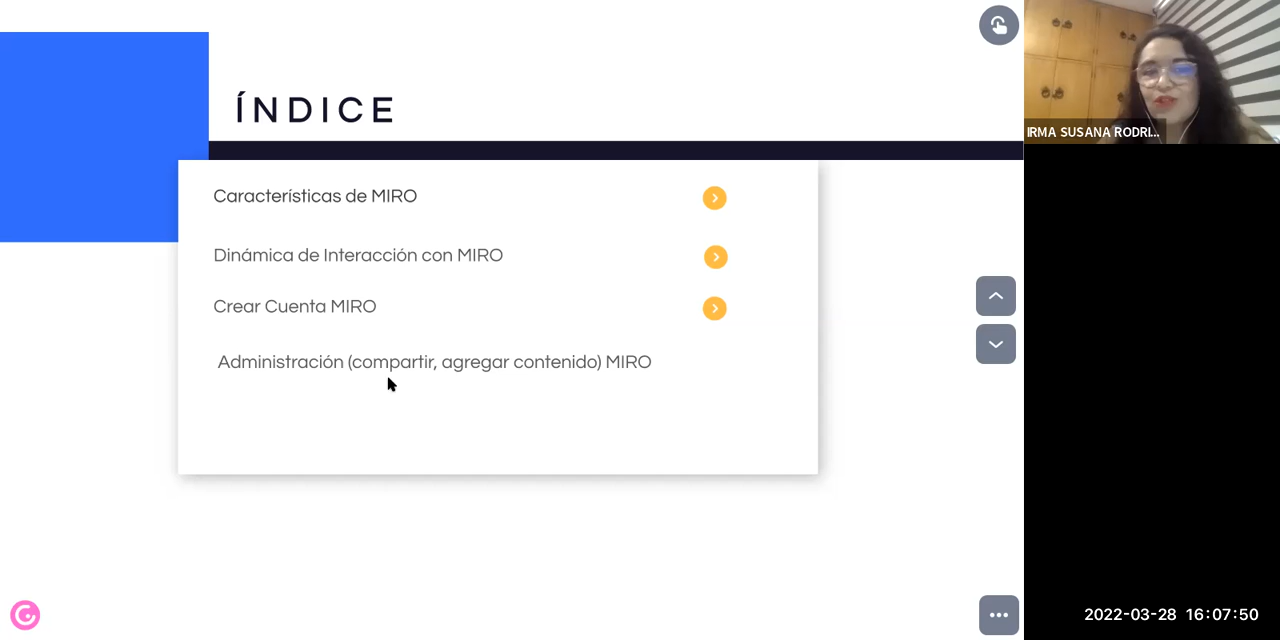 ÍNDICE
Características de MIRO
Dinámica de Interacción con MIRO
Crear Cuenta MIRO
Administración (compartir, agregar contenido) MIRO
IRMA SUSANA RODRI...
2022-03-28 16:07:50